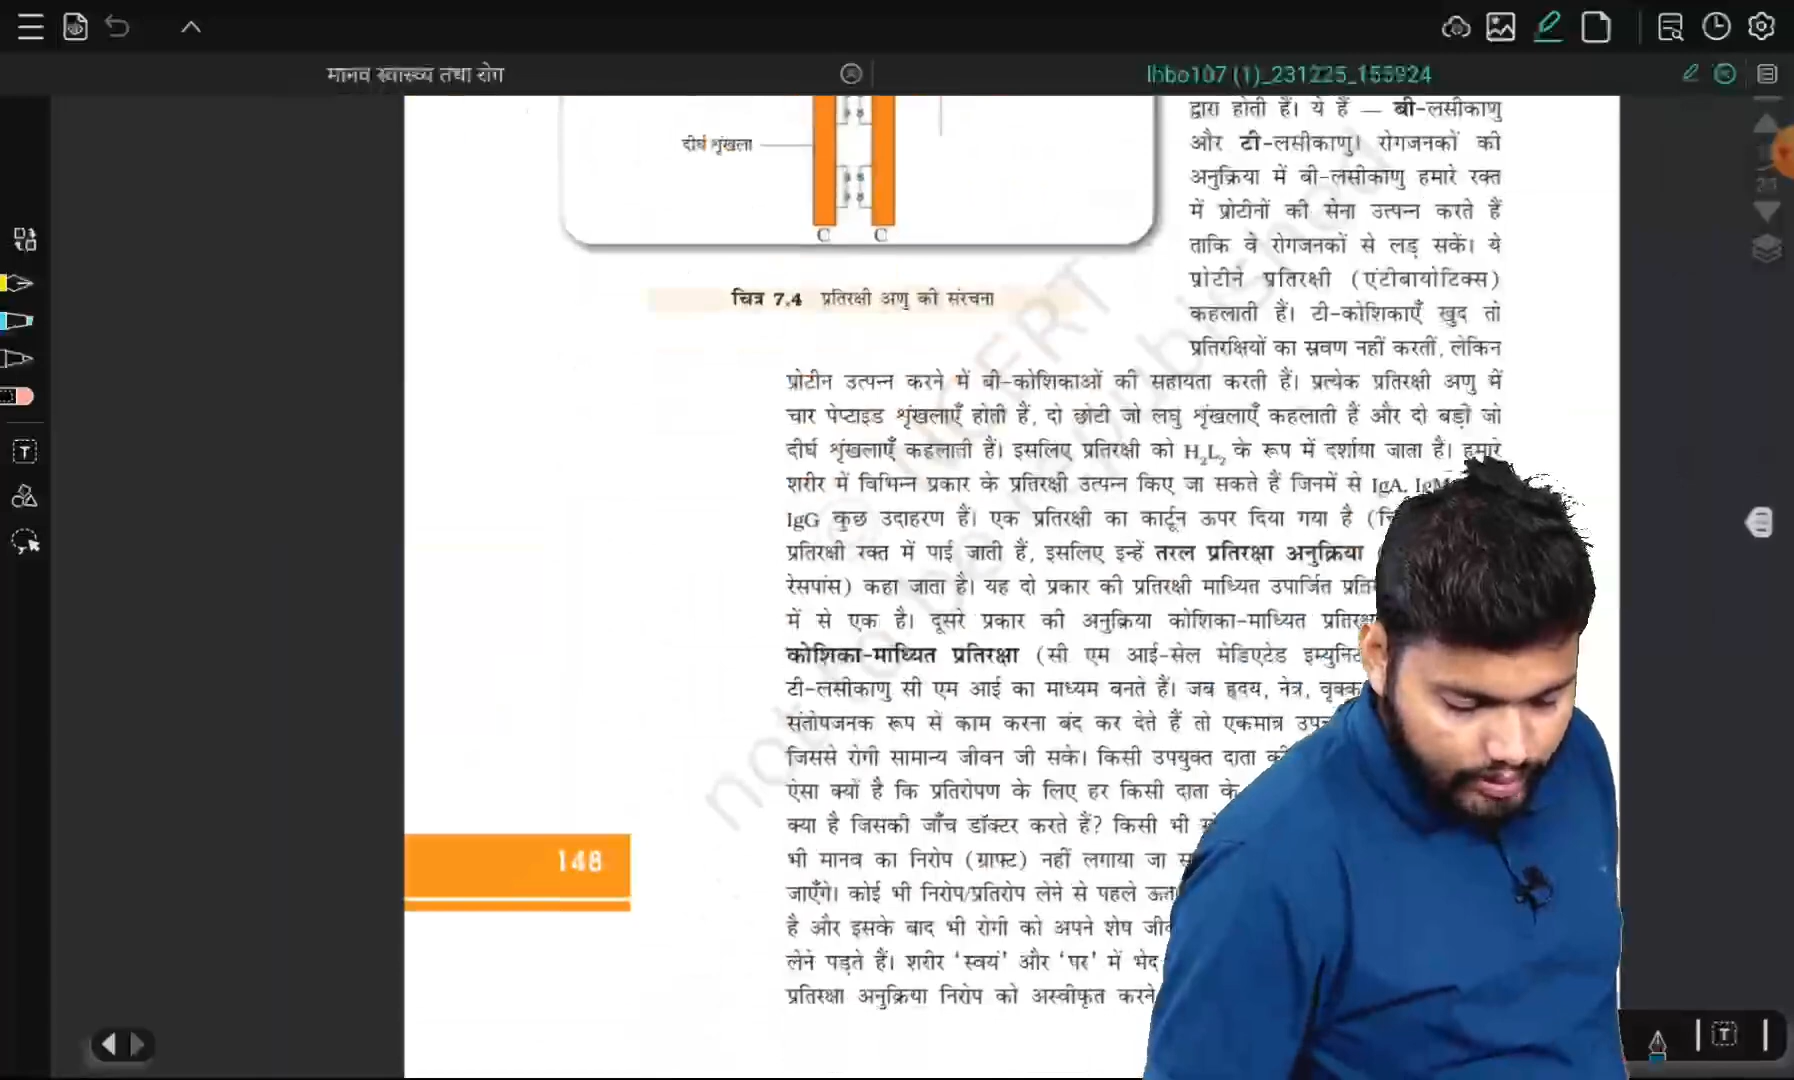 मानव स्वास्थ्य तथा रोग
lhbo107 (1)_231225_155924
द्वारा होती हैं। ये हैं — बी-लसीकाणु
दीर्घ शृंखला
और टी-लसीकाणु। रोगजनकों की
अनुक्रिया में बी-लसीकाणु हमारे रक्त
में प्रोटीनों की सेना उत्पन्न करते हैं
C C
ताकि वे रोगजनकों से लड़ सकें। ये
प्रोटीनें प्रतिरक्षी (एंटीबायोटिक्स)
चित्र 7.4 प्रतिरक्षी अणु की संरचना
कहलाती हैं। टी-कोशिकाएँ खुद तो
प्रतिरक्षियों का स्रवण नहीं करतीं, लेकिन
प्रोटीन उत्पन्न करने में बी-कोशिकाओं की सहायता करती हैं। प्रत्येक प्रतिरक्षी अणु में
चार पेप्टाइड शृंखलाएँ होती हैं, दो छोटी जो लघु शृंखलाएँ कहलाती हैं और दो बड़ी जो
दीर्घ शृंखलाएँ कहलाती हैं। इसलिए प्रतिरक्षी को H₂L₂ के रूप में दर्शाया जाता है। हमारे
शरीर में विभिन्न प्रकार के प्रतिरक्षी उत्पन्न किए जा सकते हैं जिनमें से IgA, IgM
IgG कुछ उदाहरण हैं। एक प्रतिरक्षी का कार्टून ऊपर दिया गया है
प्रतिरक्षी रक्त में पाई जाती हैं, इसलिए इन्हें तरल प्रतिरक्षा अनुक्रिया
रेसपांस) कहा जाता है। यह दो प्रकार की प्रतिरक्षी माध्यित उपार्जित
में से एक है। दूसरे प्रकार की अनुक्रिया कोशिका-माध्यित
कोशिका-माध्यित प्रतिरक्षा (सी एम आई-सेल मेडिएटेड
टी-लसीकाणु सी एम आई का माध्यम बनते हैं। जब हृदय, नेत्र, वृक्क
संतोषजनक रूप से काम करना बंद कर देते हैं तो एकमात्र
जिससे रोगी सामान्य जीवन जी सके। किसी उपयुक्त दाता
ऐसा क्यों है कि प्रतिरोपण के लिए हर किसी दाता के
क्या है जिसकी जाँच डॉक्टर करते हैं? किसी भी
भी मानव का निरोप (ग्राफ्ट) नहीं लगाया जा
148
जाएँगे। कोई भी निरोप/प्रतिरोप लेने से पहले
है और इसके बाद भी रोगी को अपने शेष
लेने पड़ते हैं। शरीर 'स्वयं' और 'पर' में भेद
प्रतिरक्षा अनुक्रिया निरोप को अस्वीकृत करने
© NCERT
not to be republished